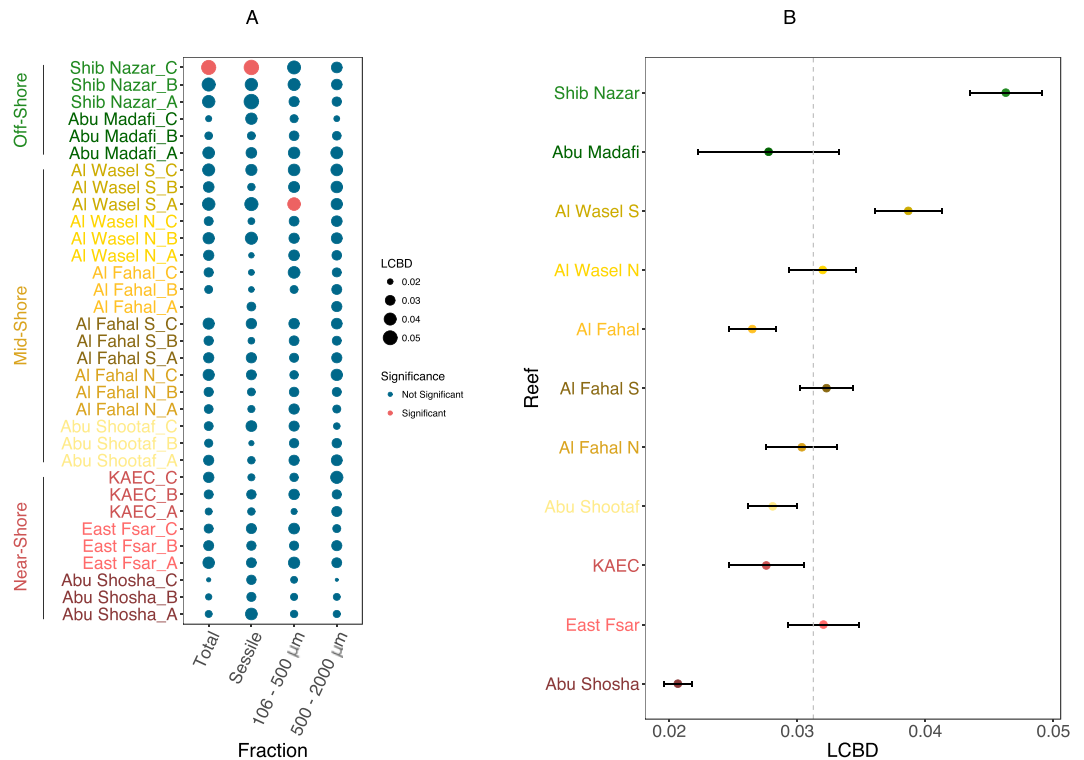 A
Off-Shore
Mid-Shore
Near-Shore
Shib Nazar_C
Shib Nazar_B
Shib Nazar_A
Abu Madafi_C
Abu Madafi_B
Abu Madafi_A
Al Wasel S_C
Al Wasel S_B
Al Wasel S_A
Al Wasel N_C
Al Wasel N_B
Al Wasel N_A
Al Fahal_C
Al Fahal_B
Al Fahal_A
Al Fahal S_C
Al Fahal S_B
Al Fahal S_A
Al Fahal N_C
Al Fahal N_B
Al Fahal N_A
Abu Shootaf_C
Abu Shootaf_B
Abu Shootaf_A
KAEC_C
KAEC_B
KAEC_A
East Fsar_C
East Fsar_B
East Fsar_A
Abu Shosha_C
Abu Shosha_B
Abu Shosha_A
Total
Sessile
106 - 500 µm
500 - 2000 µm
Fraction
LCBD
0.02
0.03
0.04
0.05
Significance
Not Significant
Significant
B
Reef
Shib Nazar
Abu Madafi
Al Wasel S
Al Wasel N
Al Fahal
Al Fahal S
Al Fahal N
Abu Shootaf
KAEC
East Fsar
Abu Shosha
0.02 0.03 0.04 0.05
LCBD